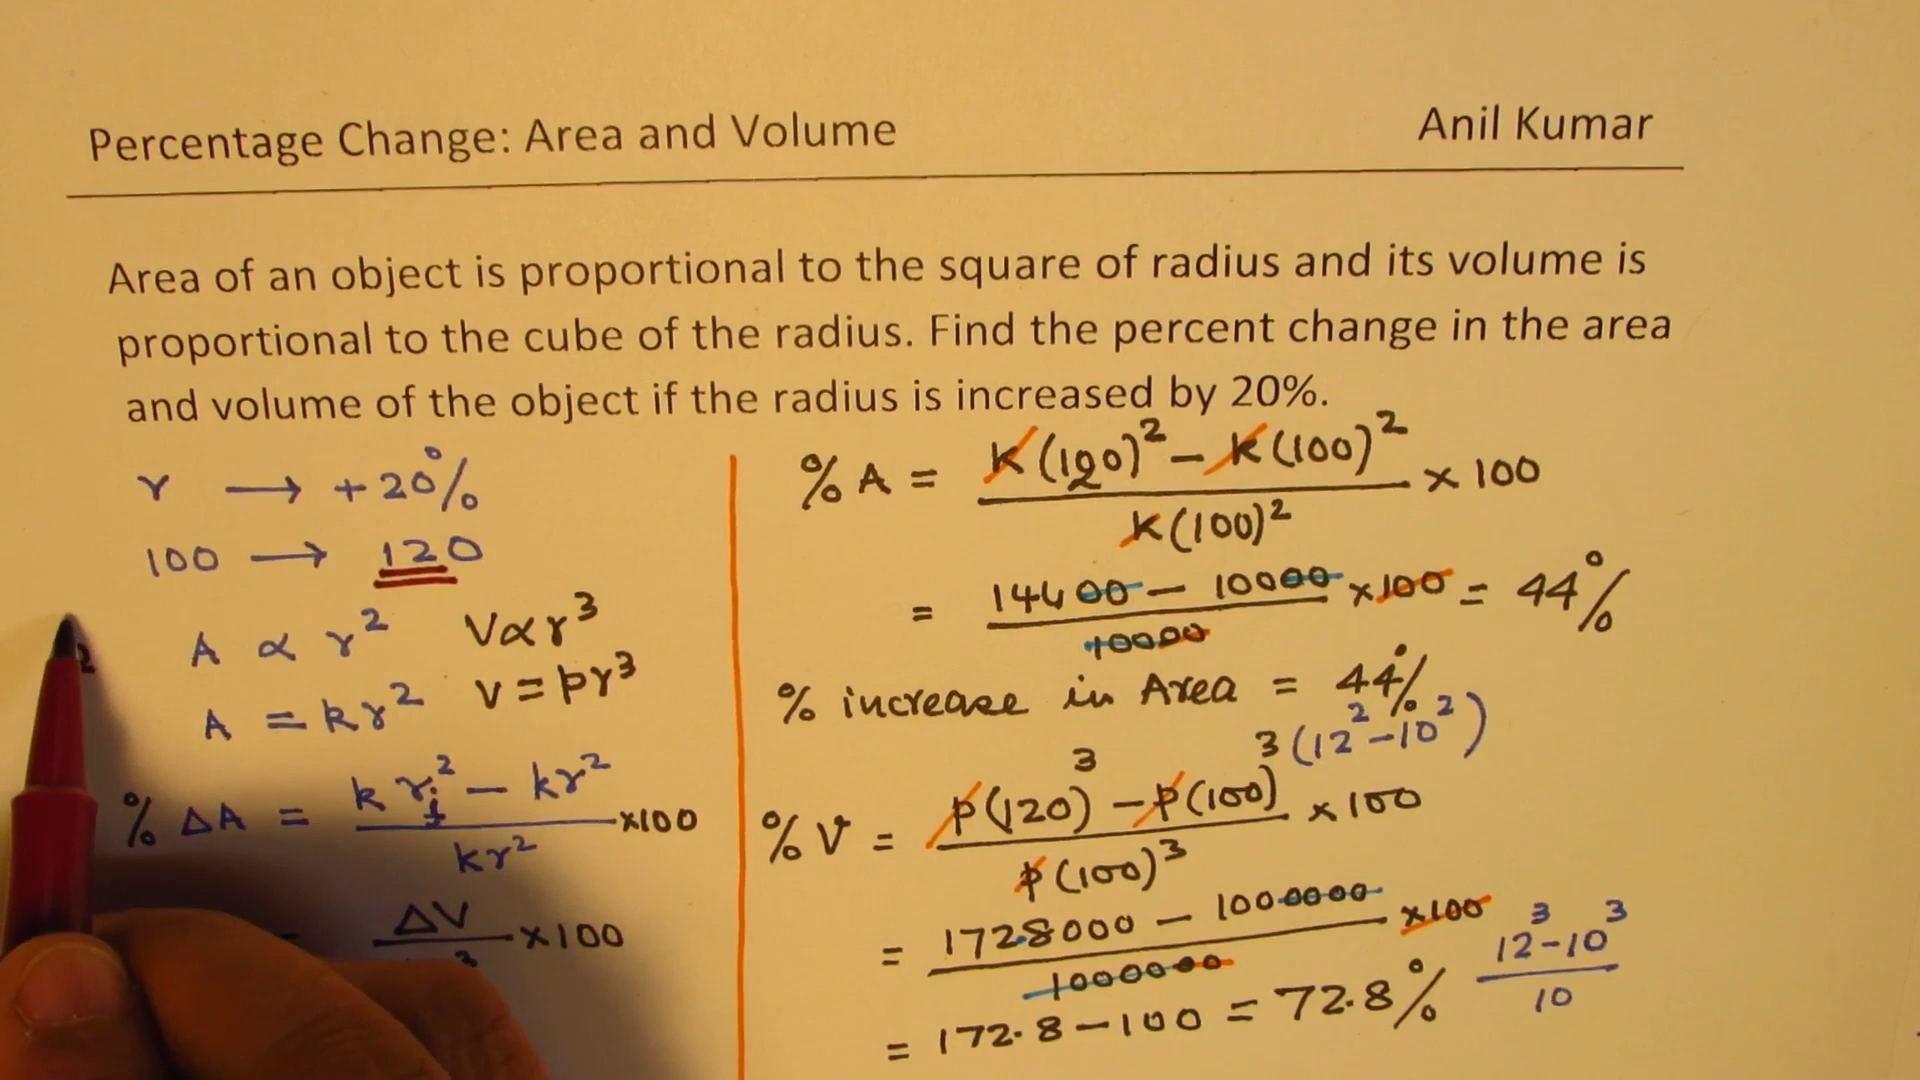 Percentage Change: Area and Volume
Anil Kumar
Area of an object is proportional to the square of radius and its volume is
proportional to the cube of the radius. Find the percent change in the area
and volume of the object if the radius is increased by 20%.
r → +20%
100 → 120
A ∝ r² V ∝ r³
A = kr² V = pr³
% ΔA = (k r_f² − kr²) / kr² ×100
= ΔV / ³ ×100
% A = (k(120)² − k(100)²) / k(100)² × 100
= (14400 − 10000) / 10000 ×100 = 44%
% increase in Area = 44%
(12² − 10²)
% V = (p(120)³ − p(100)³) / p(100)³ × 100
= (1728000 − 1000000) / 1000000 ×100
(12³ − 10³) / 10
= 172.8 − 100 = 72.8%